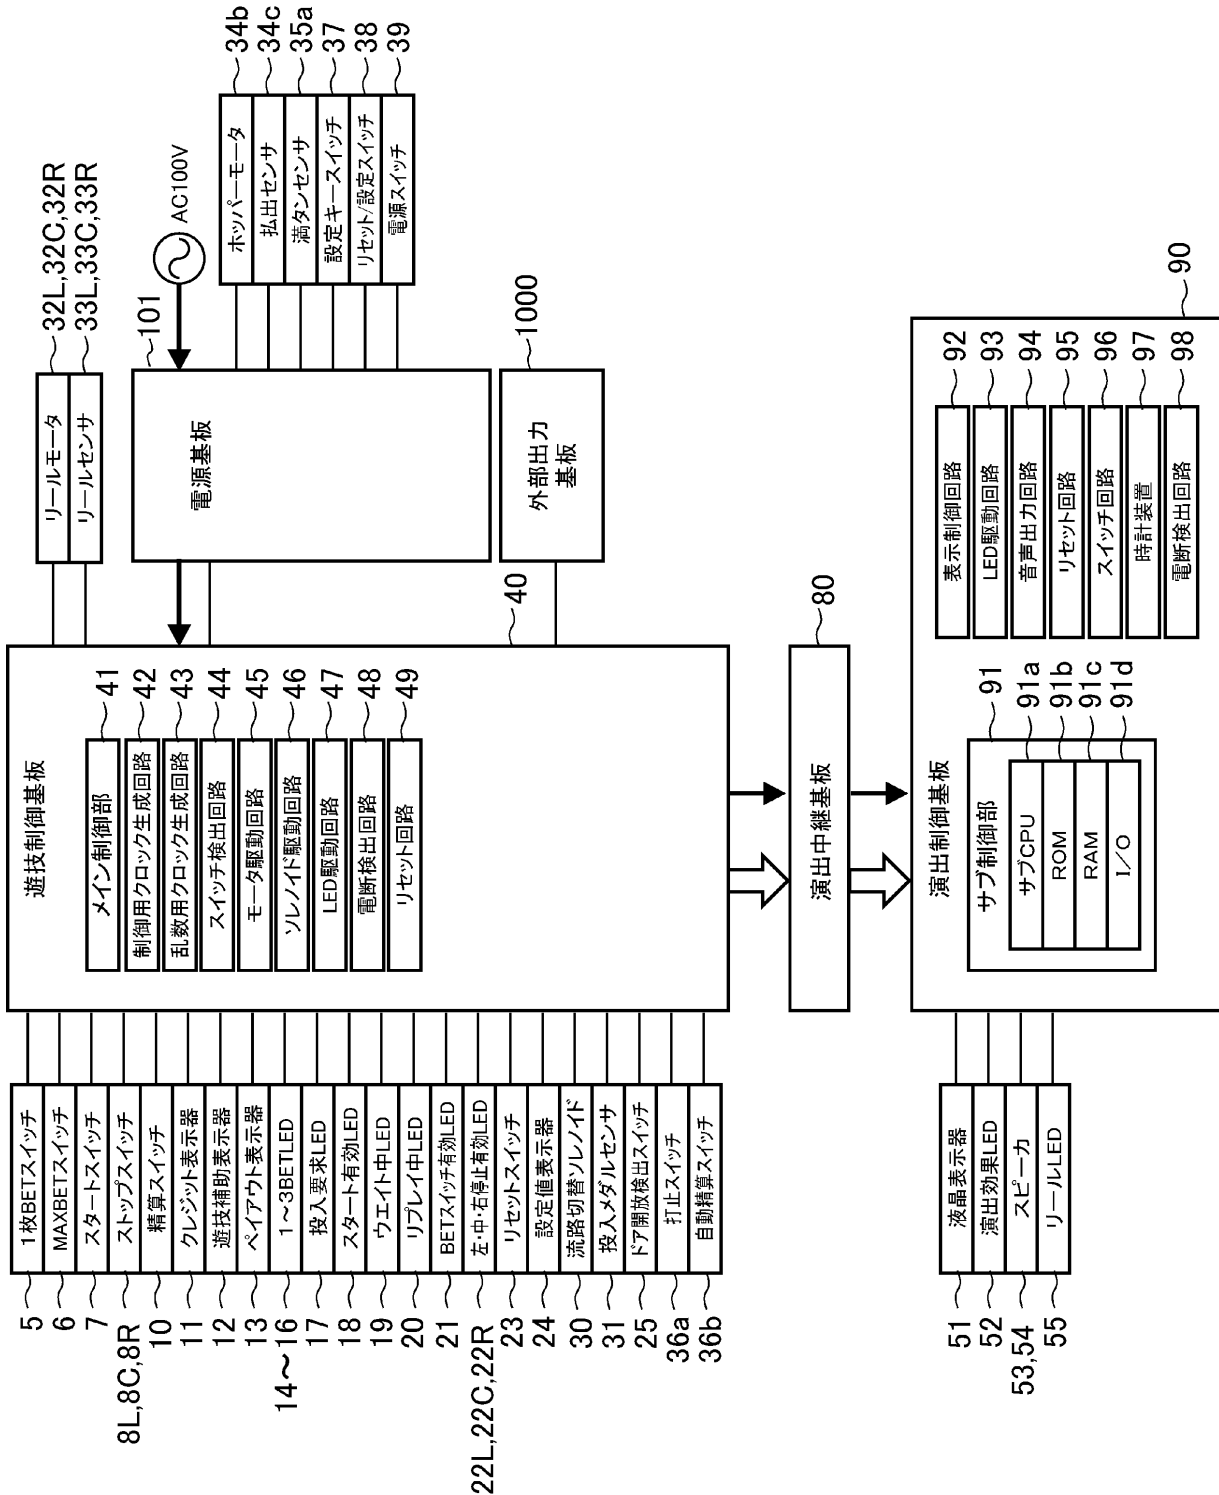 32L,32C,32R
33L,33C,33R
リールモータ
リールセンサ
101
AC100V
電源基板
34b
34c
35a
37
38
39
ホッパーモータ
払出センサ
満タンセンサ
設定キースイッチ
リセット/設定スイッチ
電源スイッチ
1000
外部出力
基板
40
遊技制御基板
メイン制御部
41
制御用クロック生成回路
42
乱数用クロック生成回路
43
スイッチ検出回路
44
モータ駆動回路
45
ソレノイド駆動回路
46
LED駆動回路
47
電断検出回路
48
リセット回路
49
5
1枚BETスイッチ
6
MAXBETスイッチ
7
スタートスイッチ
8L,8C,8R
ストップスイッチ
10
精算スイッチ
11
クレジット表示器
12
遊技補助表示器
13
ペイアウト表示器
14～16
1～3BETLED
17
投入要求LED
18
スタート有効LED
19
ウエイト中LED
20
リプレイ中LED
21
BETスイッチ有効LED
22L,22C,22R
左・中・右停止有効LED
23
リセットスイッチ
24
設定値表示器
30
流路切替ソレノイド
31
投入メダルセンサ
25
ドア開放検出スイッチ
36a
打止スイッチ
36b
自動精算スイッチ
80
演出中継基板
90
演出制御基板
91
サブ制御部
サブCPU
91a
ROM
91b
RAM
91c
I/O
91d
表示制御回路
92
LED駆動回路
93
音声出力回路
94
リセット回路
95
スイッチ回路
96
時計装置
97
電断検出回路
98
51
液晶表示器
52
演出効果LED
53,54
スピーカ
55
リールLED